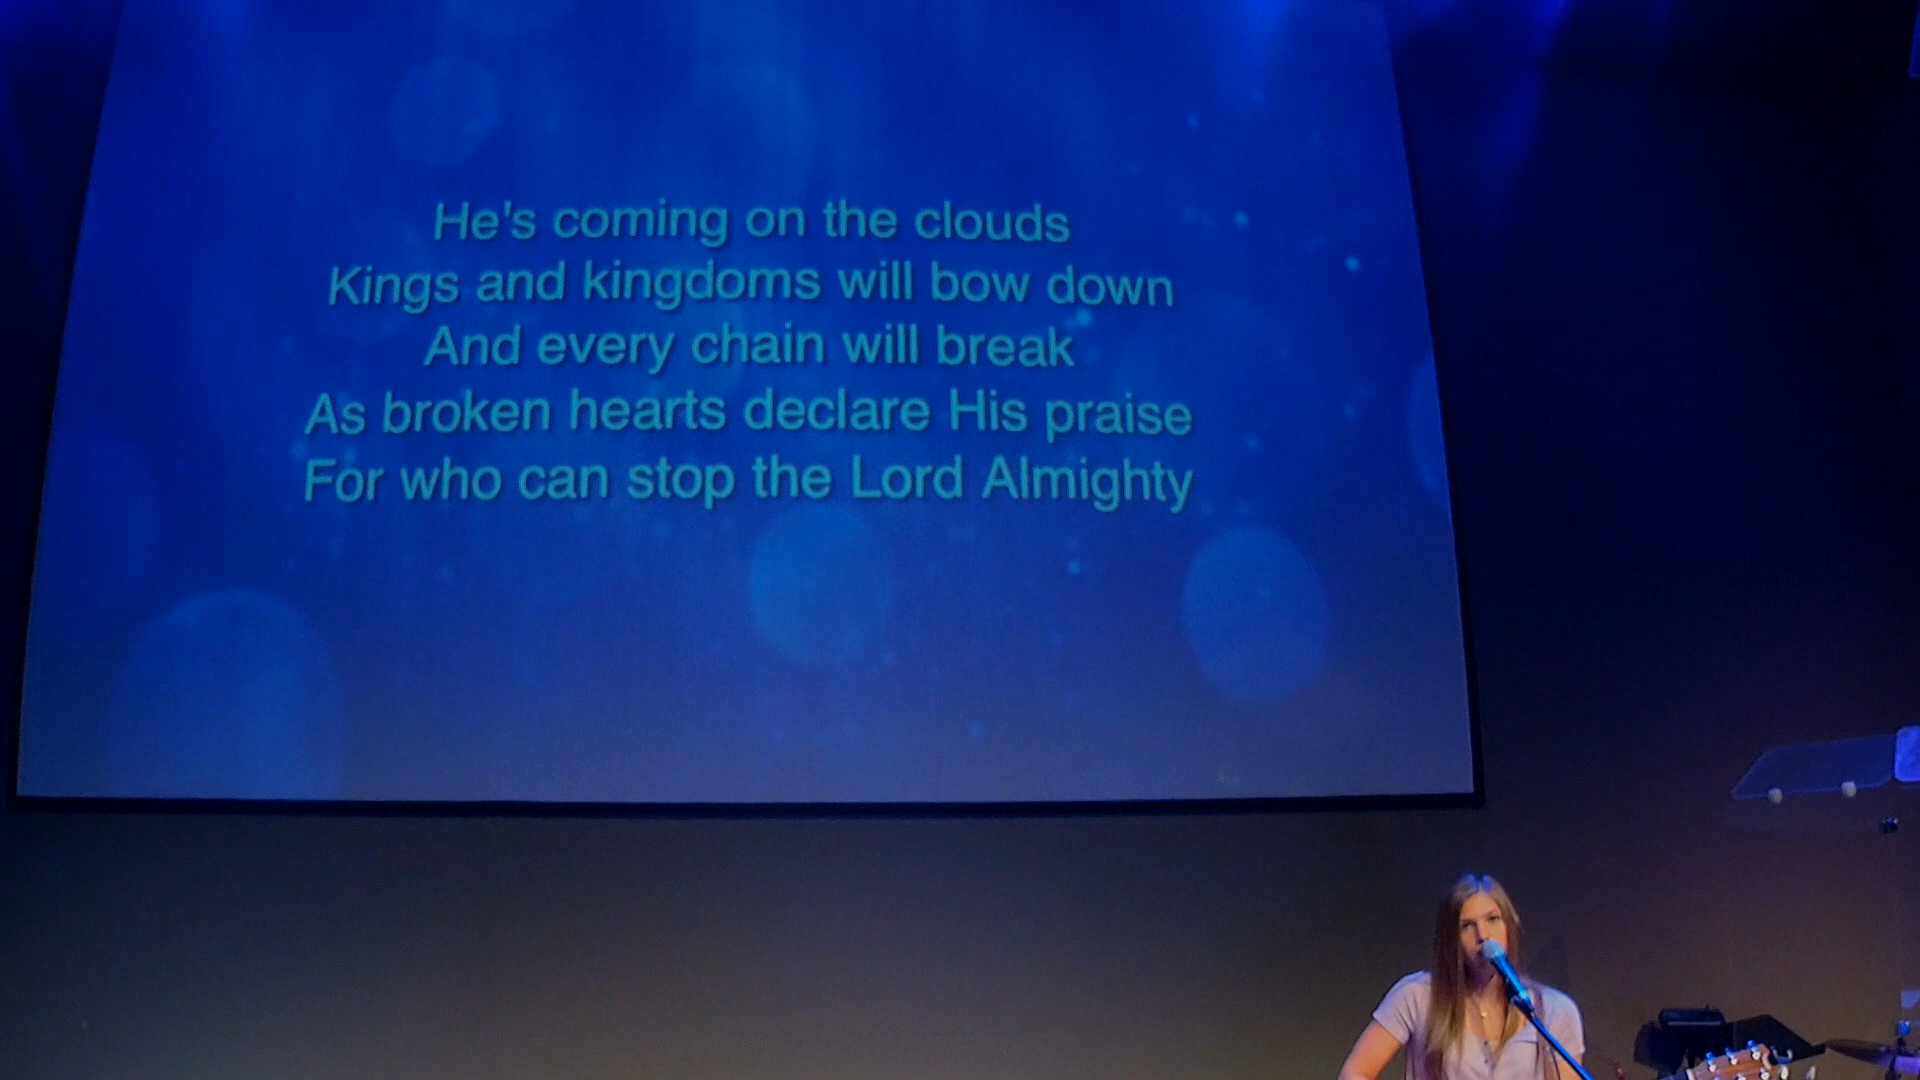 He's coming on the clouds
Kings and kingdoms will bow down
And every chain will break
As broken hearts declare His praise
For who can stop the Lord Almighty